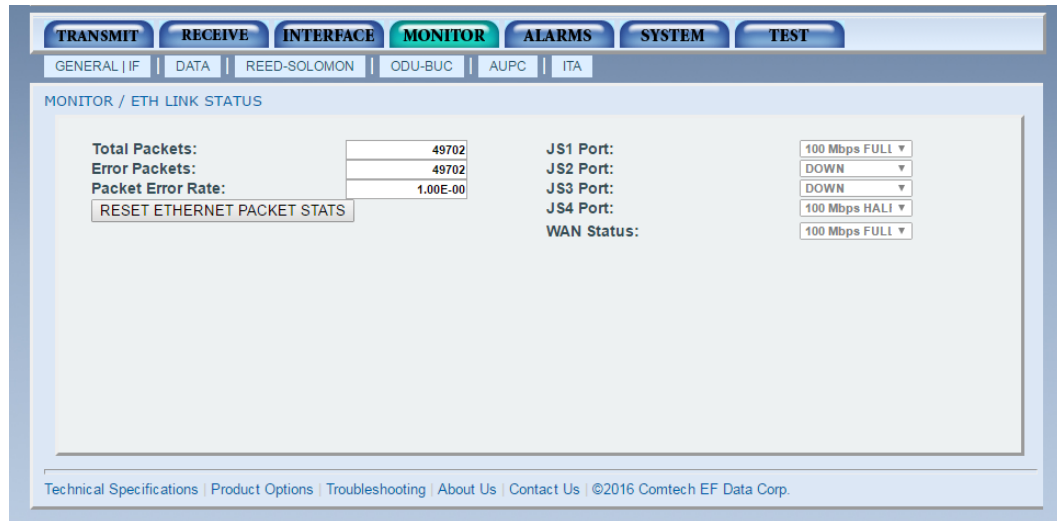 TRANSMIT RECEIVE INTERFACE MONITOR ALARMS SYSTEM TEST
GENERAL | IF DATA REED-SOLOMON ODU-BUC AUPC ITA
MONITOR / ETH LINK STATUS
Total Packets: 49702
Error Packets: 49702
Packet Error Rate: 1.00E-00
RESET ETHERNET PACKET STATS
JS1 Port: 100 Mbps FULL
JS2 Port: DOWN
JS3 Port: DOWN
JS4 Port: 100 Mbps HALF
WAN Status: 100 Mbps FULL
Technical Specifications | Product Options | Troubleshooting | About Us | Contact Us | ©2016 Comtech EF Data Corp.